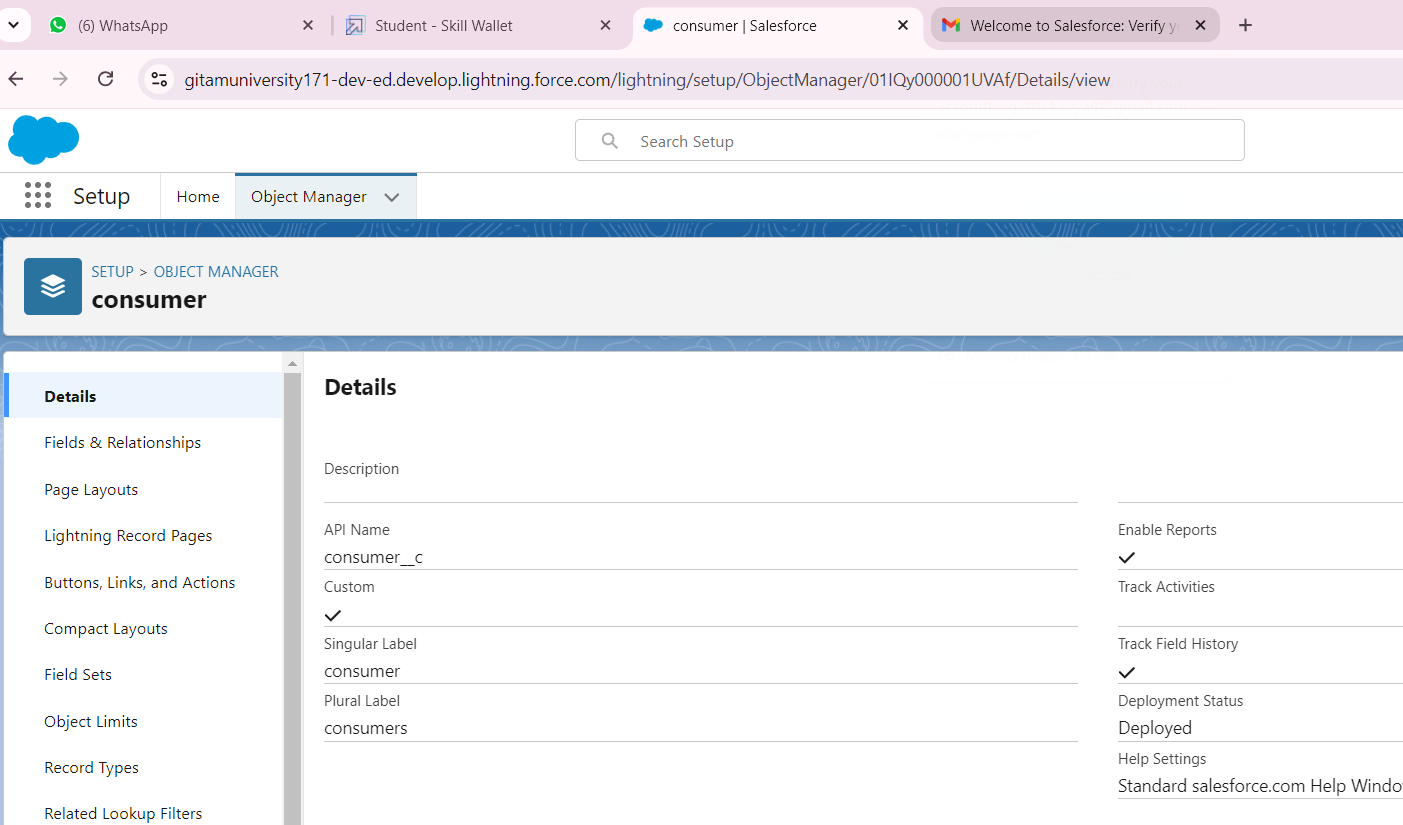 (6) WhatsApp
Student - Skill Wallet
consumer | Salesforce
Welcome to Salesforce: Verify y
gitamuniversity171-dev-ed.develop.lightning.force.com/lightning/setup/ObjectManager/01IQy000001UVAf/Details/view
Search Setup
Setup
Home
Object Manager
SETUP > OBJECT MANAGER
consumer
Details
Fields & Relationships
Page Layouts
Lightning Record Pages
Buttons, Links, and Actions
Compact Layouts
Field Sets
Object Limits
Record Types
Related Lookup Filters
Details
Description
API Name
consumer__c
Custom
Singular Label
consumer
Plural Label
consumers
Enable Reports
Track Activities
Track Field History
Deployment Status
Deployed
Help Settings
Standard salesforce.com Help Windo